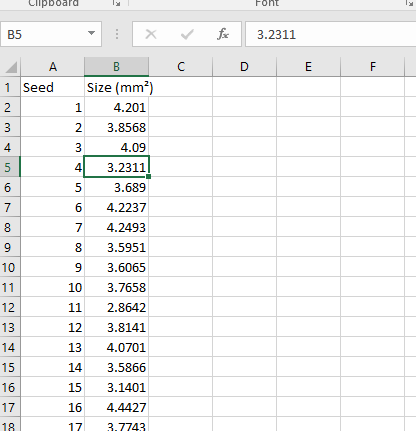 Clipboard Font
B5 fx 3.2311
A B C D E F
1 Seed Size (mm²)
2 1 4.201
3 2 3.8568
4 3 4.09
5 4 3.2311
6 5 3.689
7 6 4.2237
8 7 4.2493
9 8 3.5951
10 9 3.6065
11 10 3.7658
12 11 2.8642
13 12 3.8141
14 13 4.0701
15 14 3.5866
16 15 3.1401
17 16 4.4427
18 17 3.7743